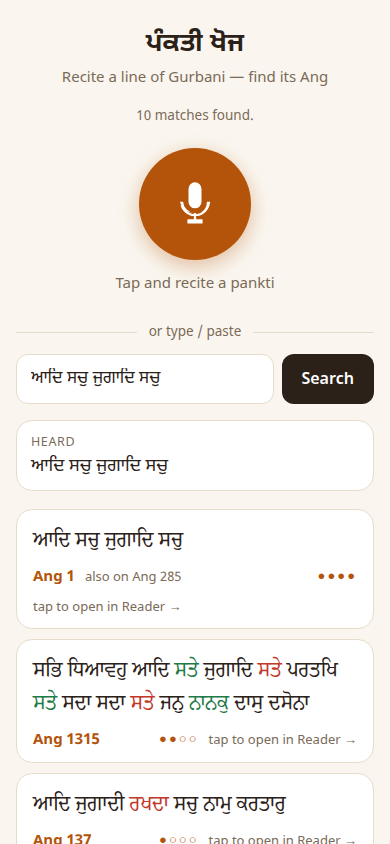 ਪੰਕਤੀ ਖੋਜ
Recite a line of Gurbani — find its Ang
10 matches found.
Tap and recite a pankti
or type / paste
ਆਦਿ ਸਚੁ ਜੁਗਾਦਿ ਸਚੁ
Search
HEARD
ਆਦਿ ਸਚੁ ਜੁਗਾਦਿ ਸਚੁ
ਆਦਿ ਸਚੁ ਜੁਗਾਦਿ ਸਚੁ
Ang 1 also on Ang 285
tap to open in Reader →
ਸਭਿ ਧਿਆਵਹੁ ਆਦਿ ਸਤੇ ਜੁਗਾਦਿ ਸਤੇ ਪਰਤਖਿ
ਸਤੇ ਸਦਾ ਸਦਾ ਸਤੇ ਜਨੁ ਨਾਨਕੁ ਦਾਸੁ ਦਸੋਨਾ
Ang 1315 tap to open in Reader →
ਆਦਿ ਜੁਗਾਦੀ ਰਖਦਾ ਸਚੁ ਨਾਮੁ ਕਰਤਾਰੁ
Ang 137 tap to open in Reader →